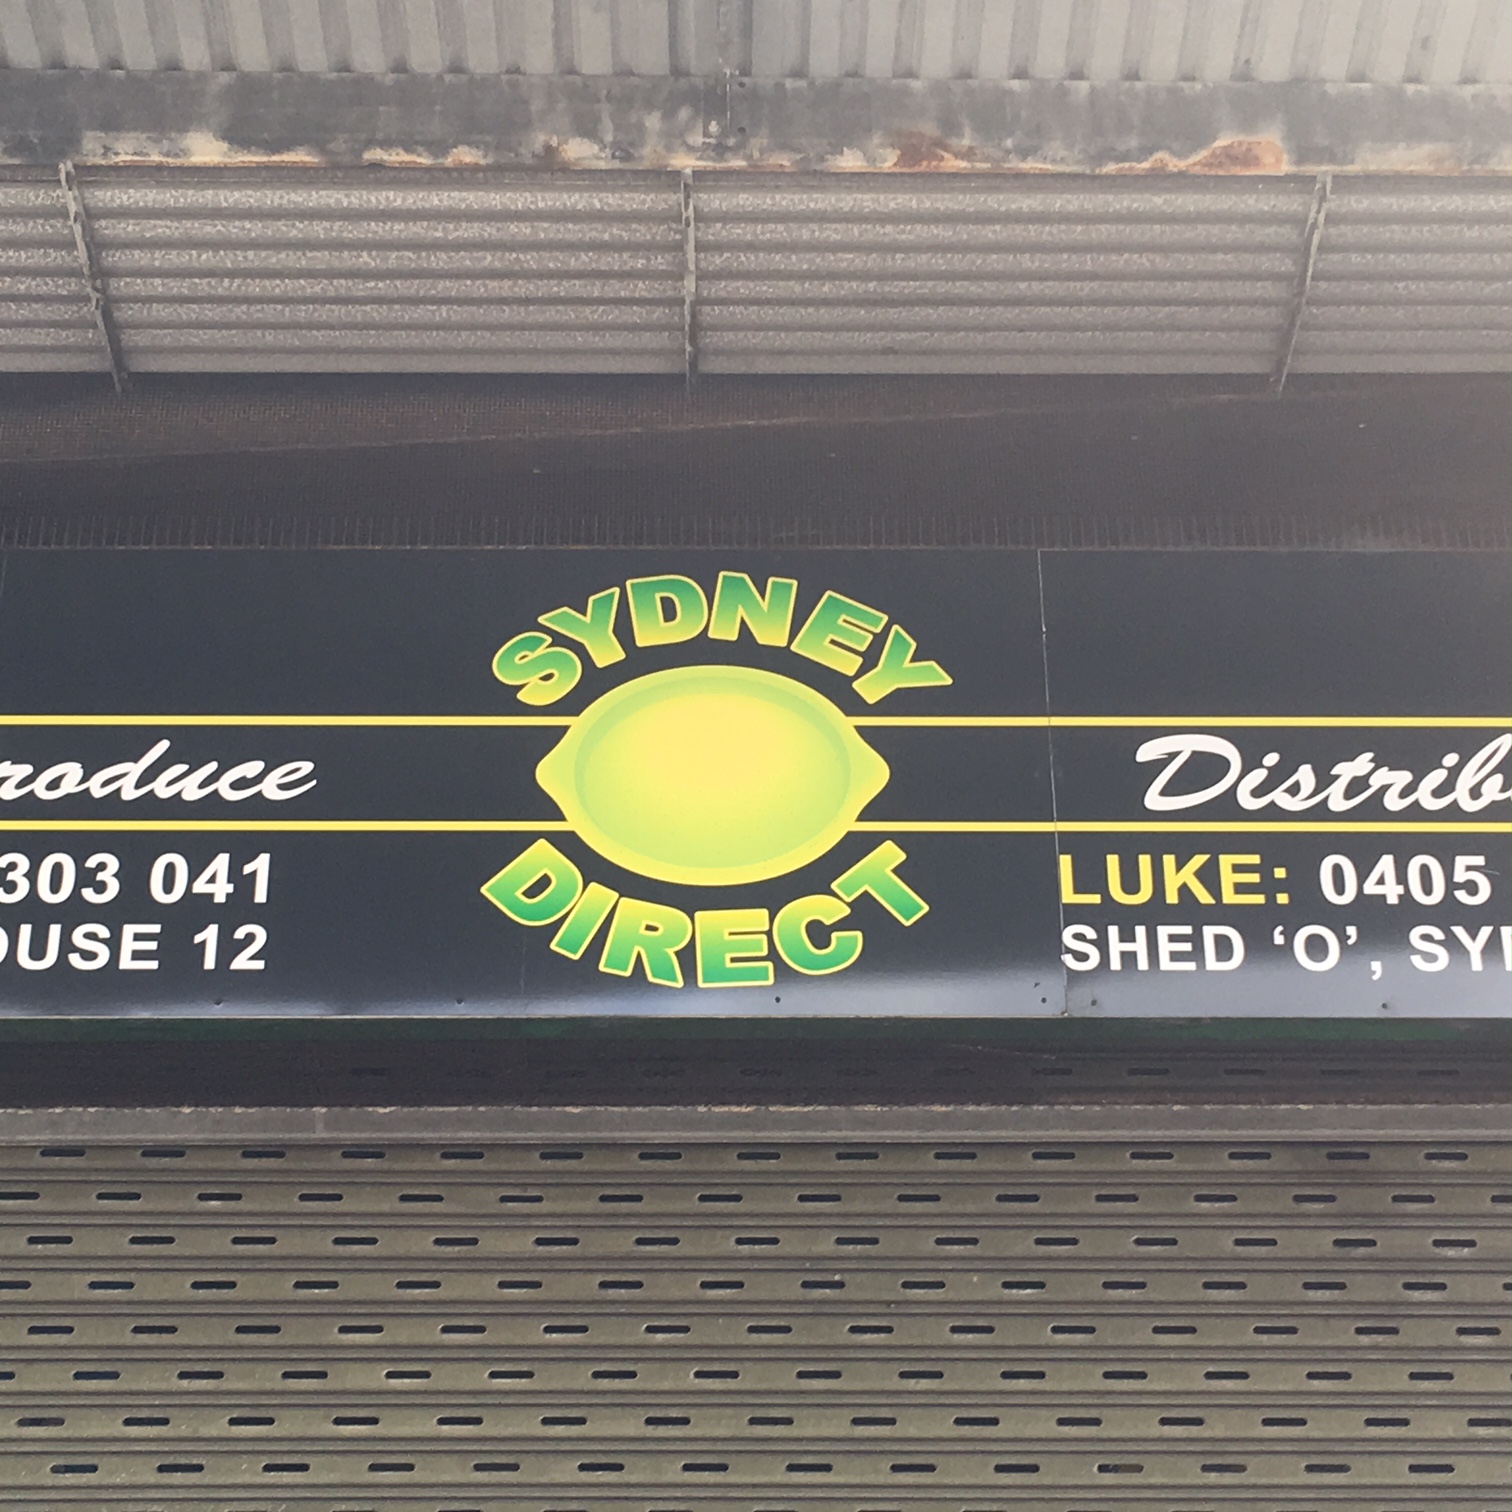 SYDNEY
roduce
Distrib
DIRECT
303 041
LUKE: 0405
OUSE 12
SHED ‘O’, SY